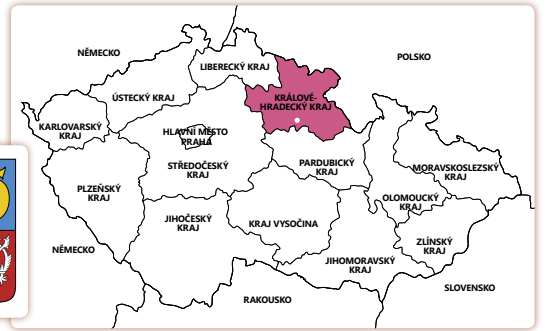 NĚMECKO
POLSKO
LIBERECKÝ KRAJ
ÚSTECKÝ KRAJ
KRÁLOVÉ-
HRADECKÝ KRAJ
KARLOVARSKÝ
KRAJ
HLAVNÍ MĚSTO
PRAHA
STŘEDOČESKÝ
KRAJ
PARDUBICKÝ
KRAJ
MORAVSKOSLEZSKÝ
KRAJ
PLZEŇSKÝ
KRAJ
OLOMOUCKÝ
KRAJ
JIHOČESKÝ
KRAJ
KRAJ VYSOČINA
ZLÍNSKÝ
KRAJ
NĚMECKO
JIHOMORAVSKÝ
KRAJ
SLOVENSKO
RAKOUSKO